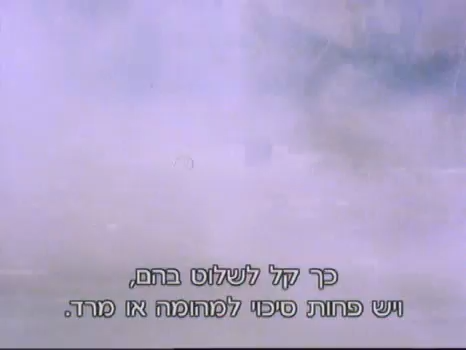 כך קל לשלוט בהם,
ויש פחות סיכוי למהומה או מרד.